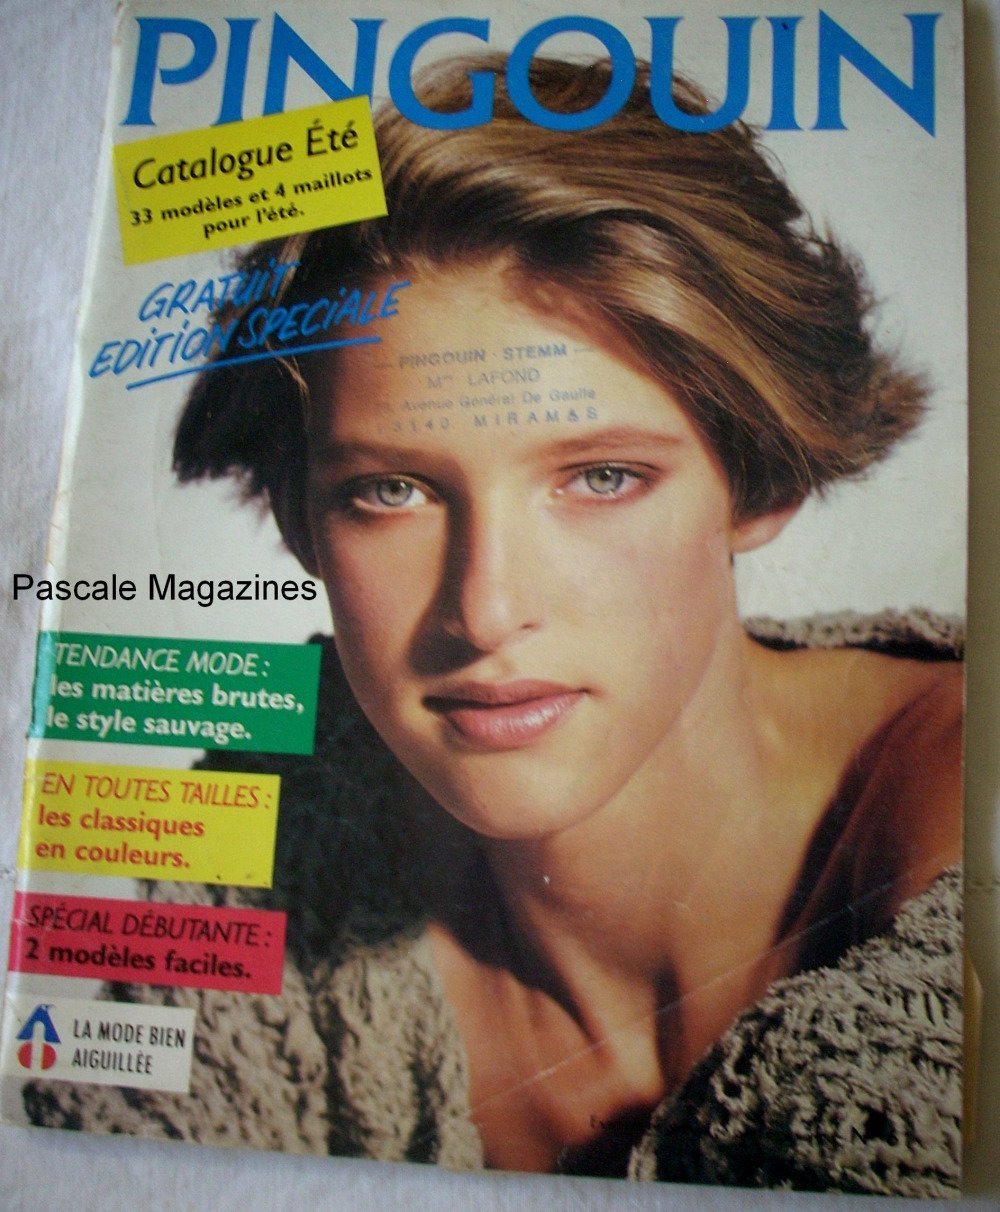 PINGOUIN
Catalogue Été
33 modèles et 4 maillots
pour l'été.
GRATUIT
EDITION SPECIALE
PINGOUIN - STEMM
Mme LAFOND
Avenue Général De Gaulle
13140 MIRAMAS
Pascale Magazines
TENDANCE MODE :
les matières brutes,
le style sauvage.
EN TOUTES TAILLES :
les classiques
en couleurs.
SPÉCIAL DÉBUTANTE :
2 modèles faciles.
LA MODE BIEN
AIGUILLÉE